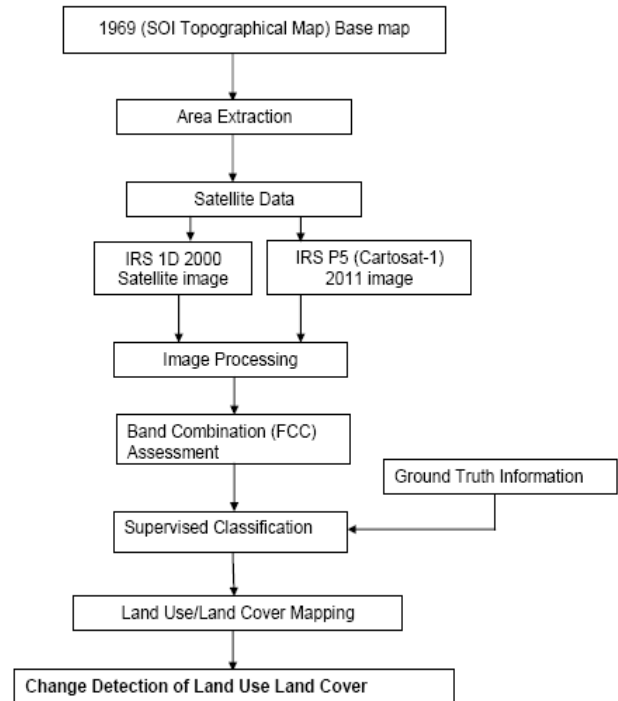 1969 (SOI Topographical Map) Base map
Area Extraction
Satellite Data
IRS 1D 2000
Satellite image
IRS P5 (Cartosat-1)
2011 image
Image Processing
Band Combination (FCC)
Assessment
Ground Truth Information
Supervised Classification
Land Use/Land Cover Mapping
Change Detection of Land Use Land Cover